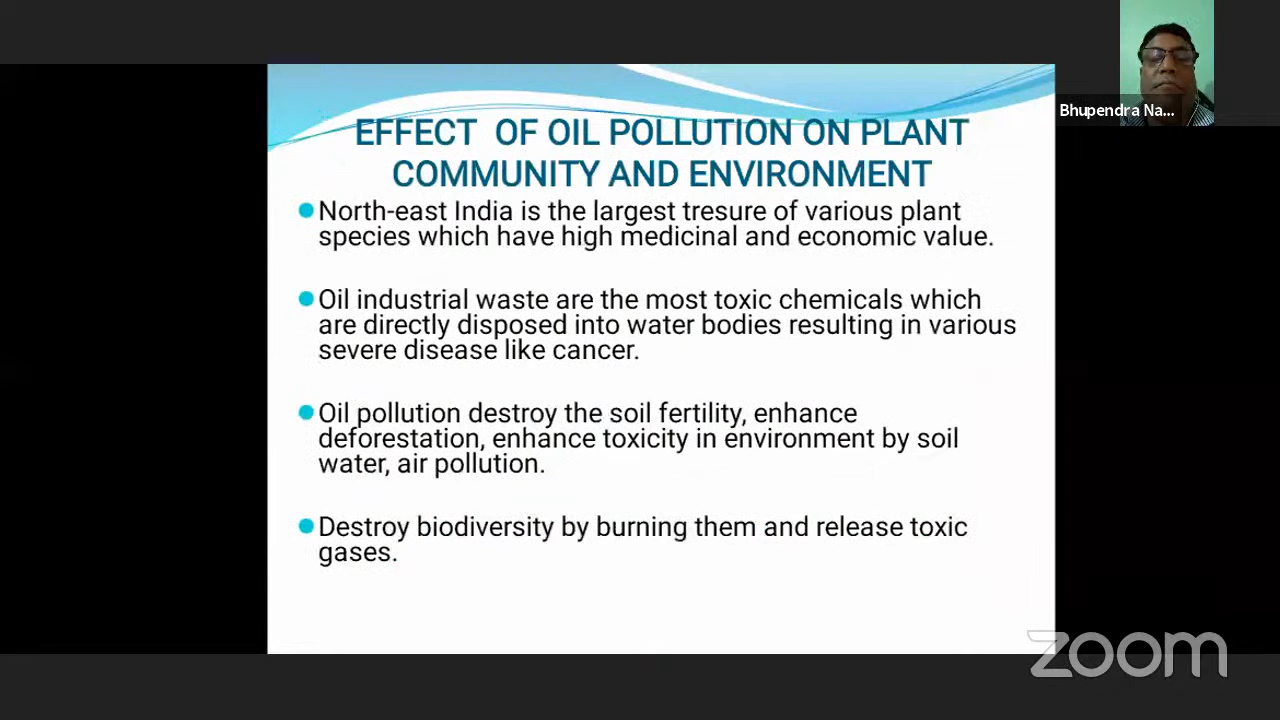 Bhupendra Na...
EFFECT OF OIL POLLUTION ON PLANT
COMMUNITY AND ENVIRONMENT
North-east India is the largest tresure of various plant
species which have high medicinal and economic value.
Oil industrial waste are the most toxic chemicals which
are directly disposed into water bodies resulting in various
severe disease like cancer.
Oil pollution destroy the soil fertility, enhance
deforestation, enhance toxicity in environment by soil
water, air pollution.
Destroy biodiversity by burning them and release toxic
gases.
zoom